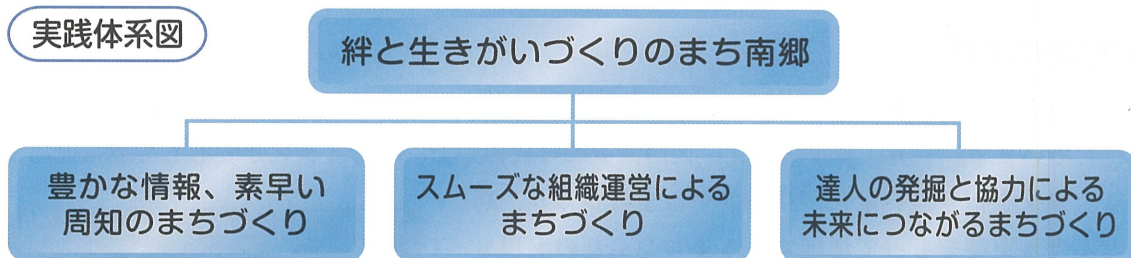 実践体系図
絆と生きがいづくりのまち南郷
豊かな情報、素早い
周知のまちづくり
スムーズな組織運営による
まちづくり
達人の発掘と協力による
未来につながるまちづくり